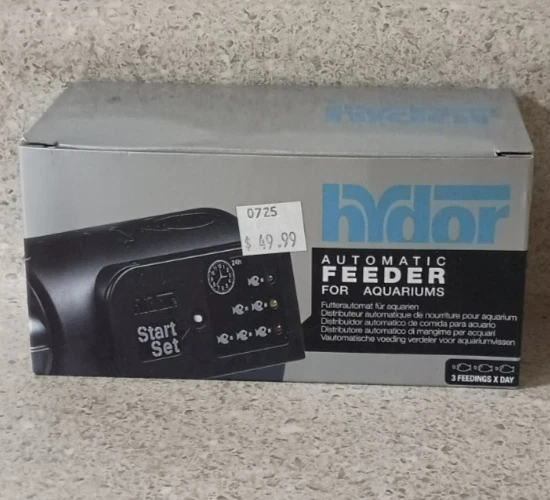 hydor
0725
$ 49.99
24h
AUTOMATIC
FEEDER
FOR AQUARIUMS
Futterautomat für aquarien
Distributeur automatique de nourriture pour aquarium
Distribuidor automatico de comida para acuario
Distributore automatico di mangime per acquari
Vautomatische voeding verdeler voor aquariumvissen
Start
Set
3 FEEDINGS X DAY